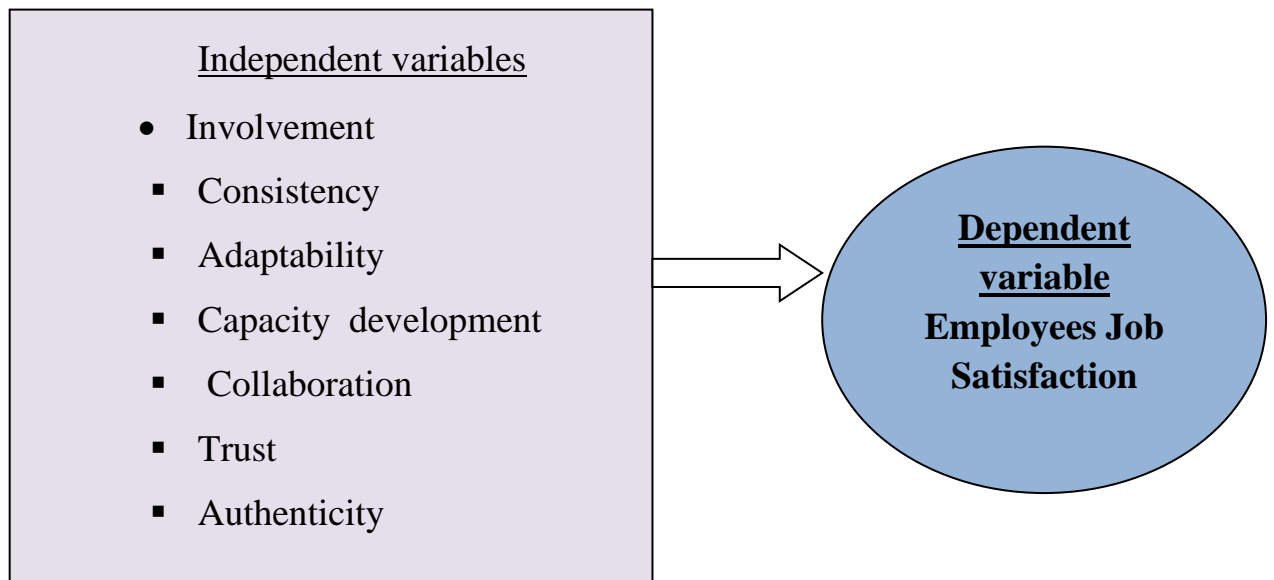 Independent variables
• Involvement
▪ Consistency
▪ Adaptability
▪ Capacity development
▪ Collaboration
▪ Trust
▪ Authenticity
Dependent
variable
Employees Job
Satisfaction